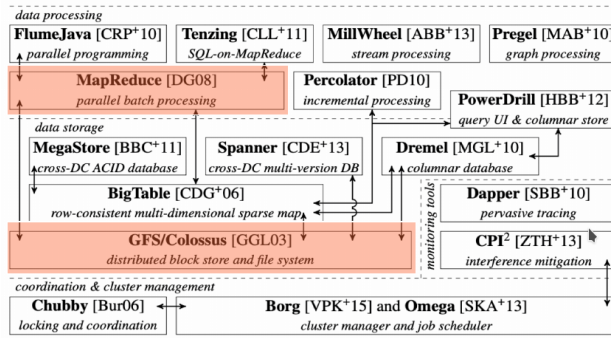 data processing
FlumeJava [CRP+10] Tenzing [CLL+11] MillWheel [ABB+13] Pregel [MAB+10]
parallel programming SQL-on-MapReduce stream processing graph processing
MapReduce [DG08] Percolator [PD10]
parallel batch processing incremental processing
PowerDrill [HBB+12]
query UI & columnar store
data storage
MegaStore [BBC+11] Spanner [CDE+13] Dremel [MGL+10]
cross-DC ACID database cross-DC multi-version DB columnar database
BigTable [CDG+06]
row-consistent multi-dimensional sparse map
monitoring tools
Dapper [SBB+10]
pervasive tracing
GFS/Colossus [GGL03] CPI2 [ZTH+13]
distributed block store and file system interference mitigation
coordination & cluster management
Chubby [Bur06] Borg [VPK+15] and Omega [SKA+13]
locking and coordination cluster manager and job scheduler